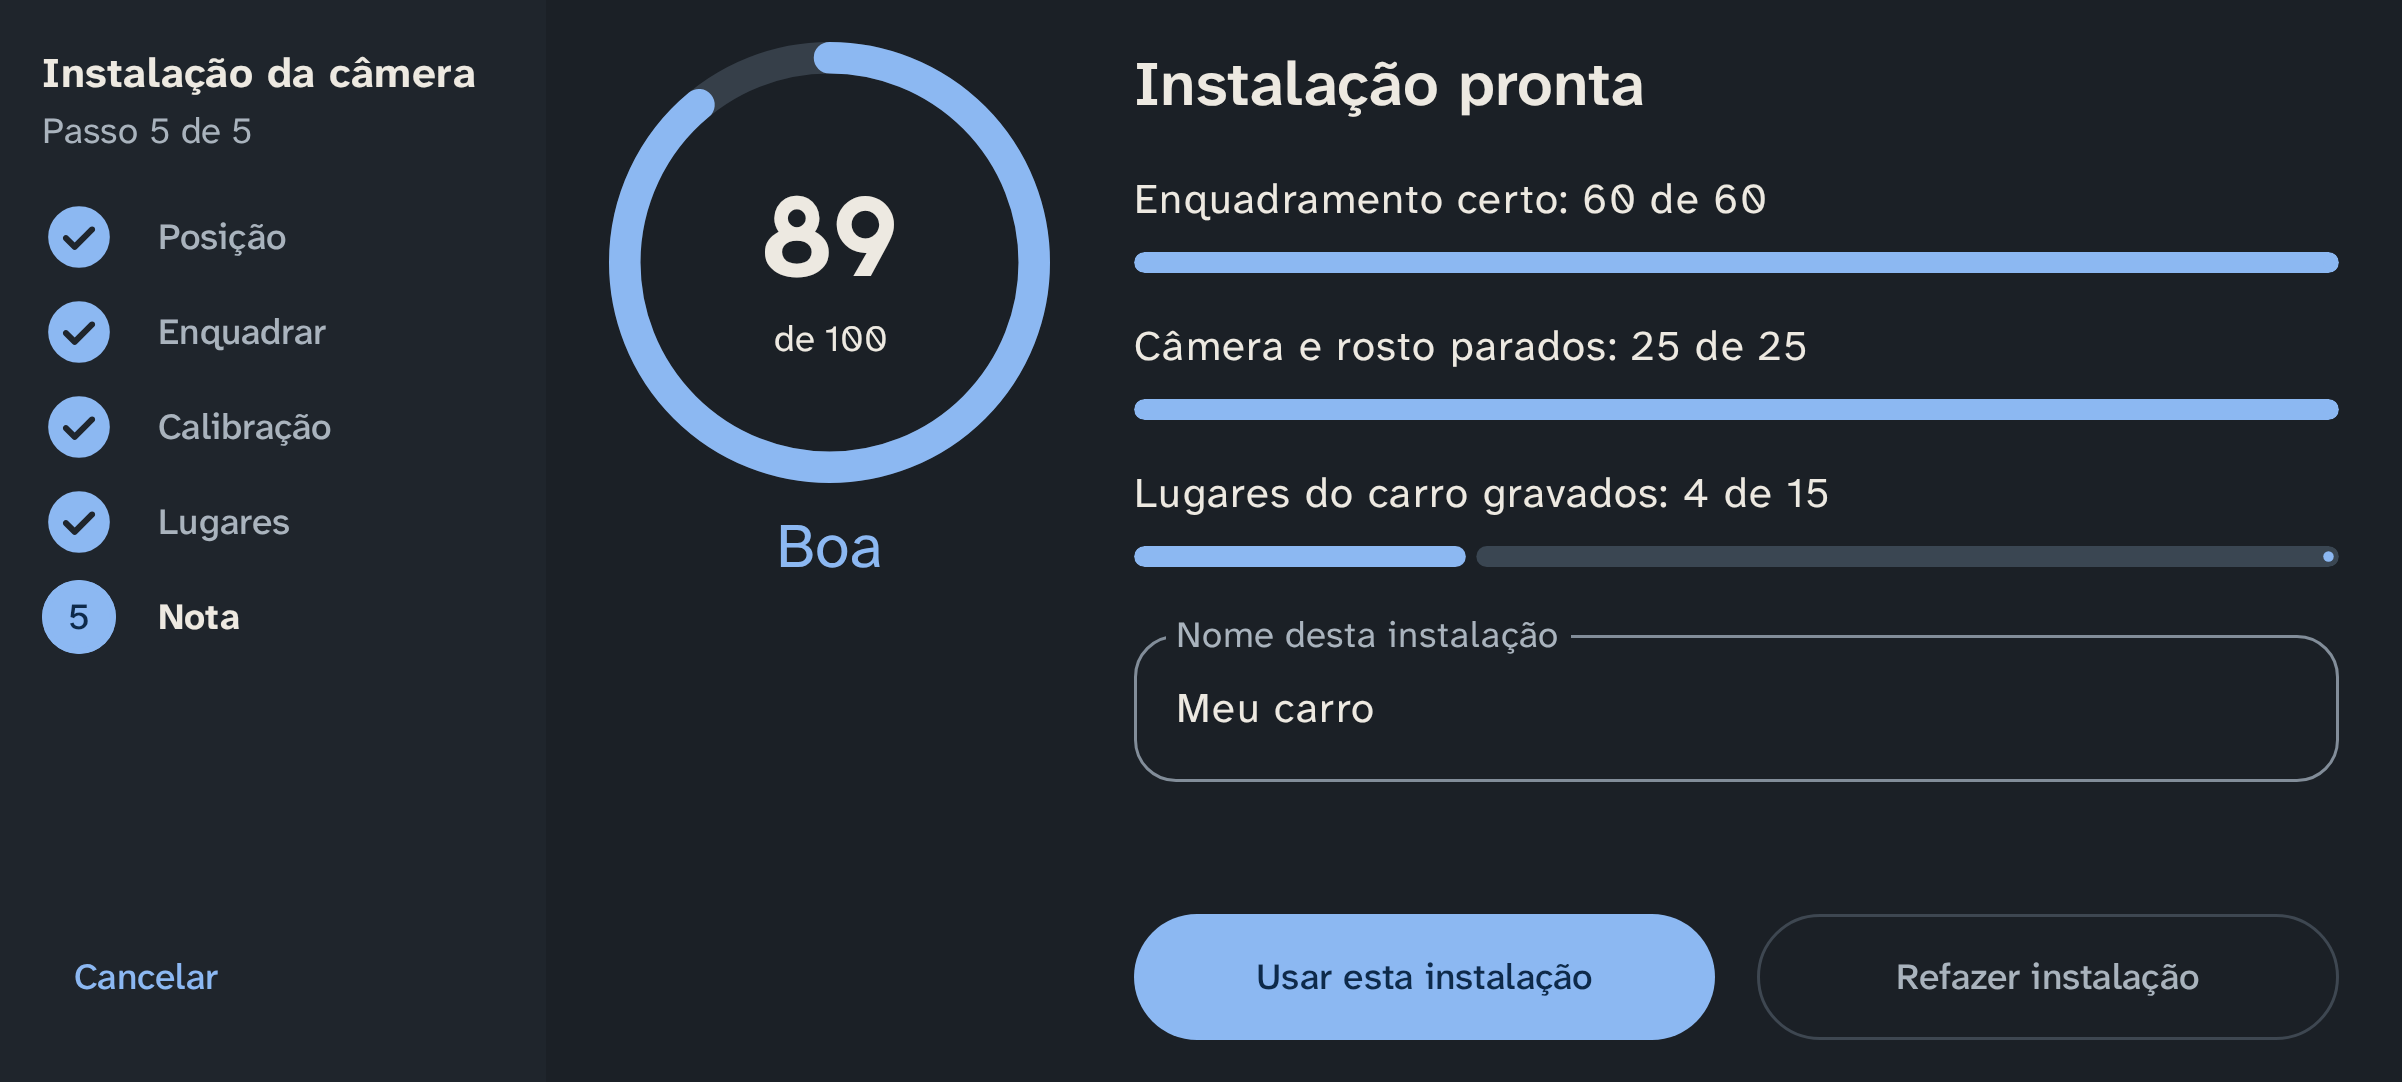 Instalação da câmera
Passo 5 de 5
Posição
Enquadrar
Calibração
Lugares
5 Nota
Cancelar
89
de 100
Boa
Instalação pronta
Enquadramento certo: 60 de 60
Câmera e rosto parados: 25 de 25
Lugares do carro gravados: 4 de 15
Nome desta instalação
Meu carro
Usar esta instalação
Refazer instalação